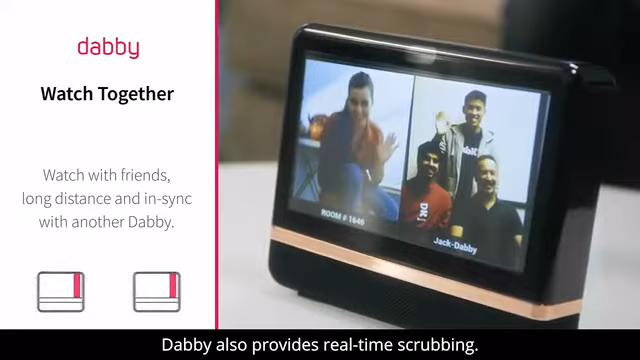 dabby
Watch Together
Watch with friends,
long distance and in-sync
with another Dabby.
ROOM # 1646
Jack-Dabby
Dabby also provides real-time scrubbing.